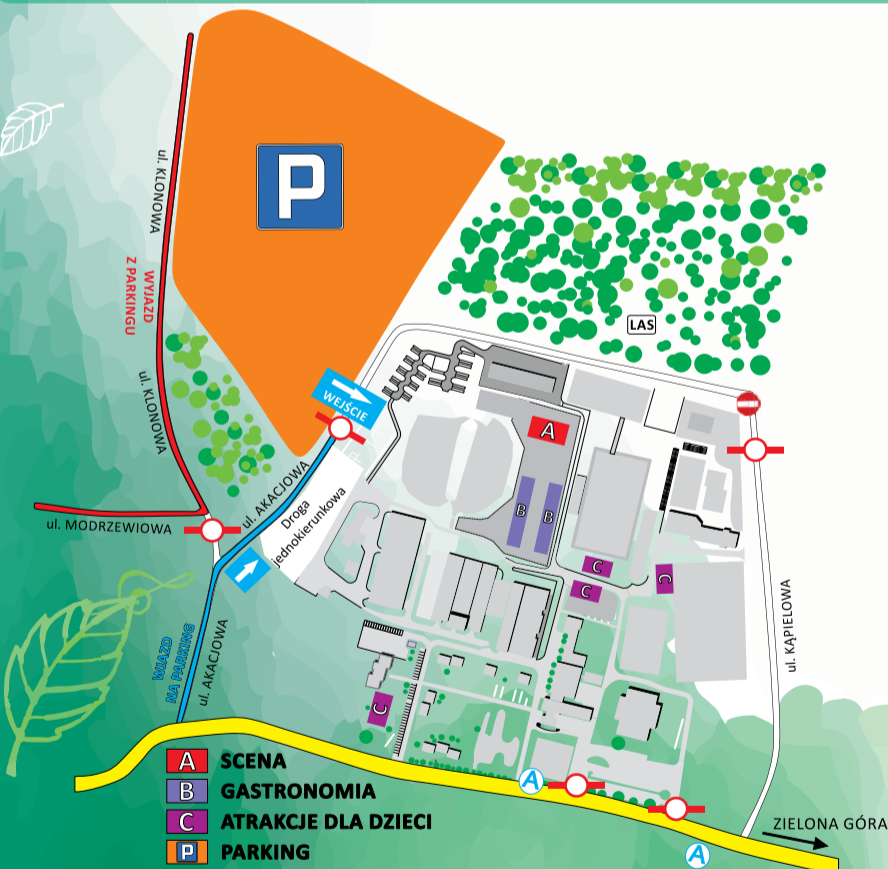 P
ul. KLONOWA
WYJAZD
Z PARKINGU
ul. KLONOWA
LAS
WEJŚCIE
A
B
B
ul. AKACJOWA
Droga
jednokierunkowa
ul. MODRZEWIOWA
C
C
C
ul. KĄPIELOWA
WJAZD
NA PARKING
ul. AKACJOWA
C
A
A
ZIELONA GÓRA
A SCENA
B GASTRONOMIA
C ATRAKCJE DLA DZIECI
P PARKING